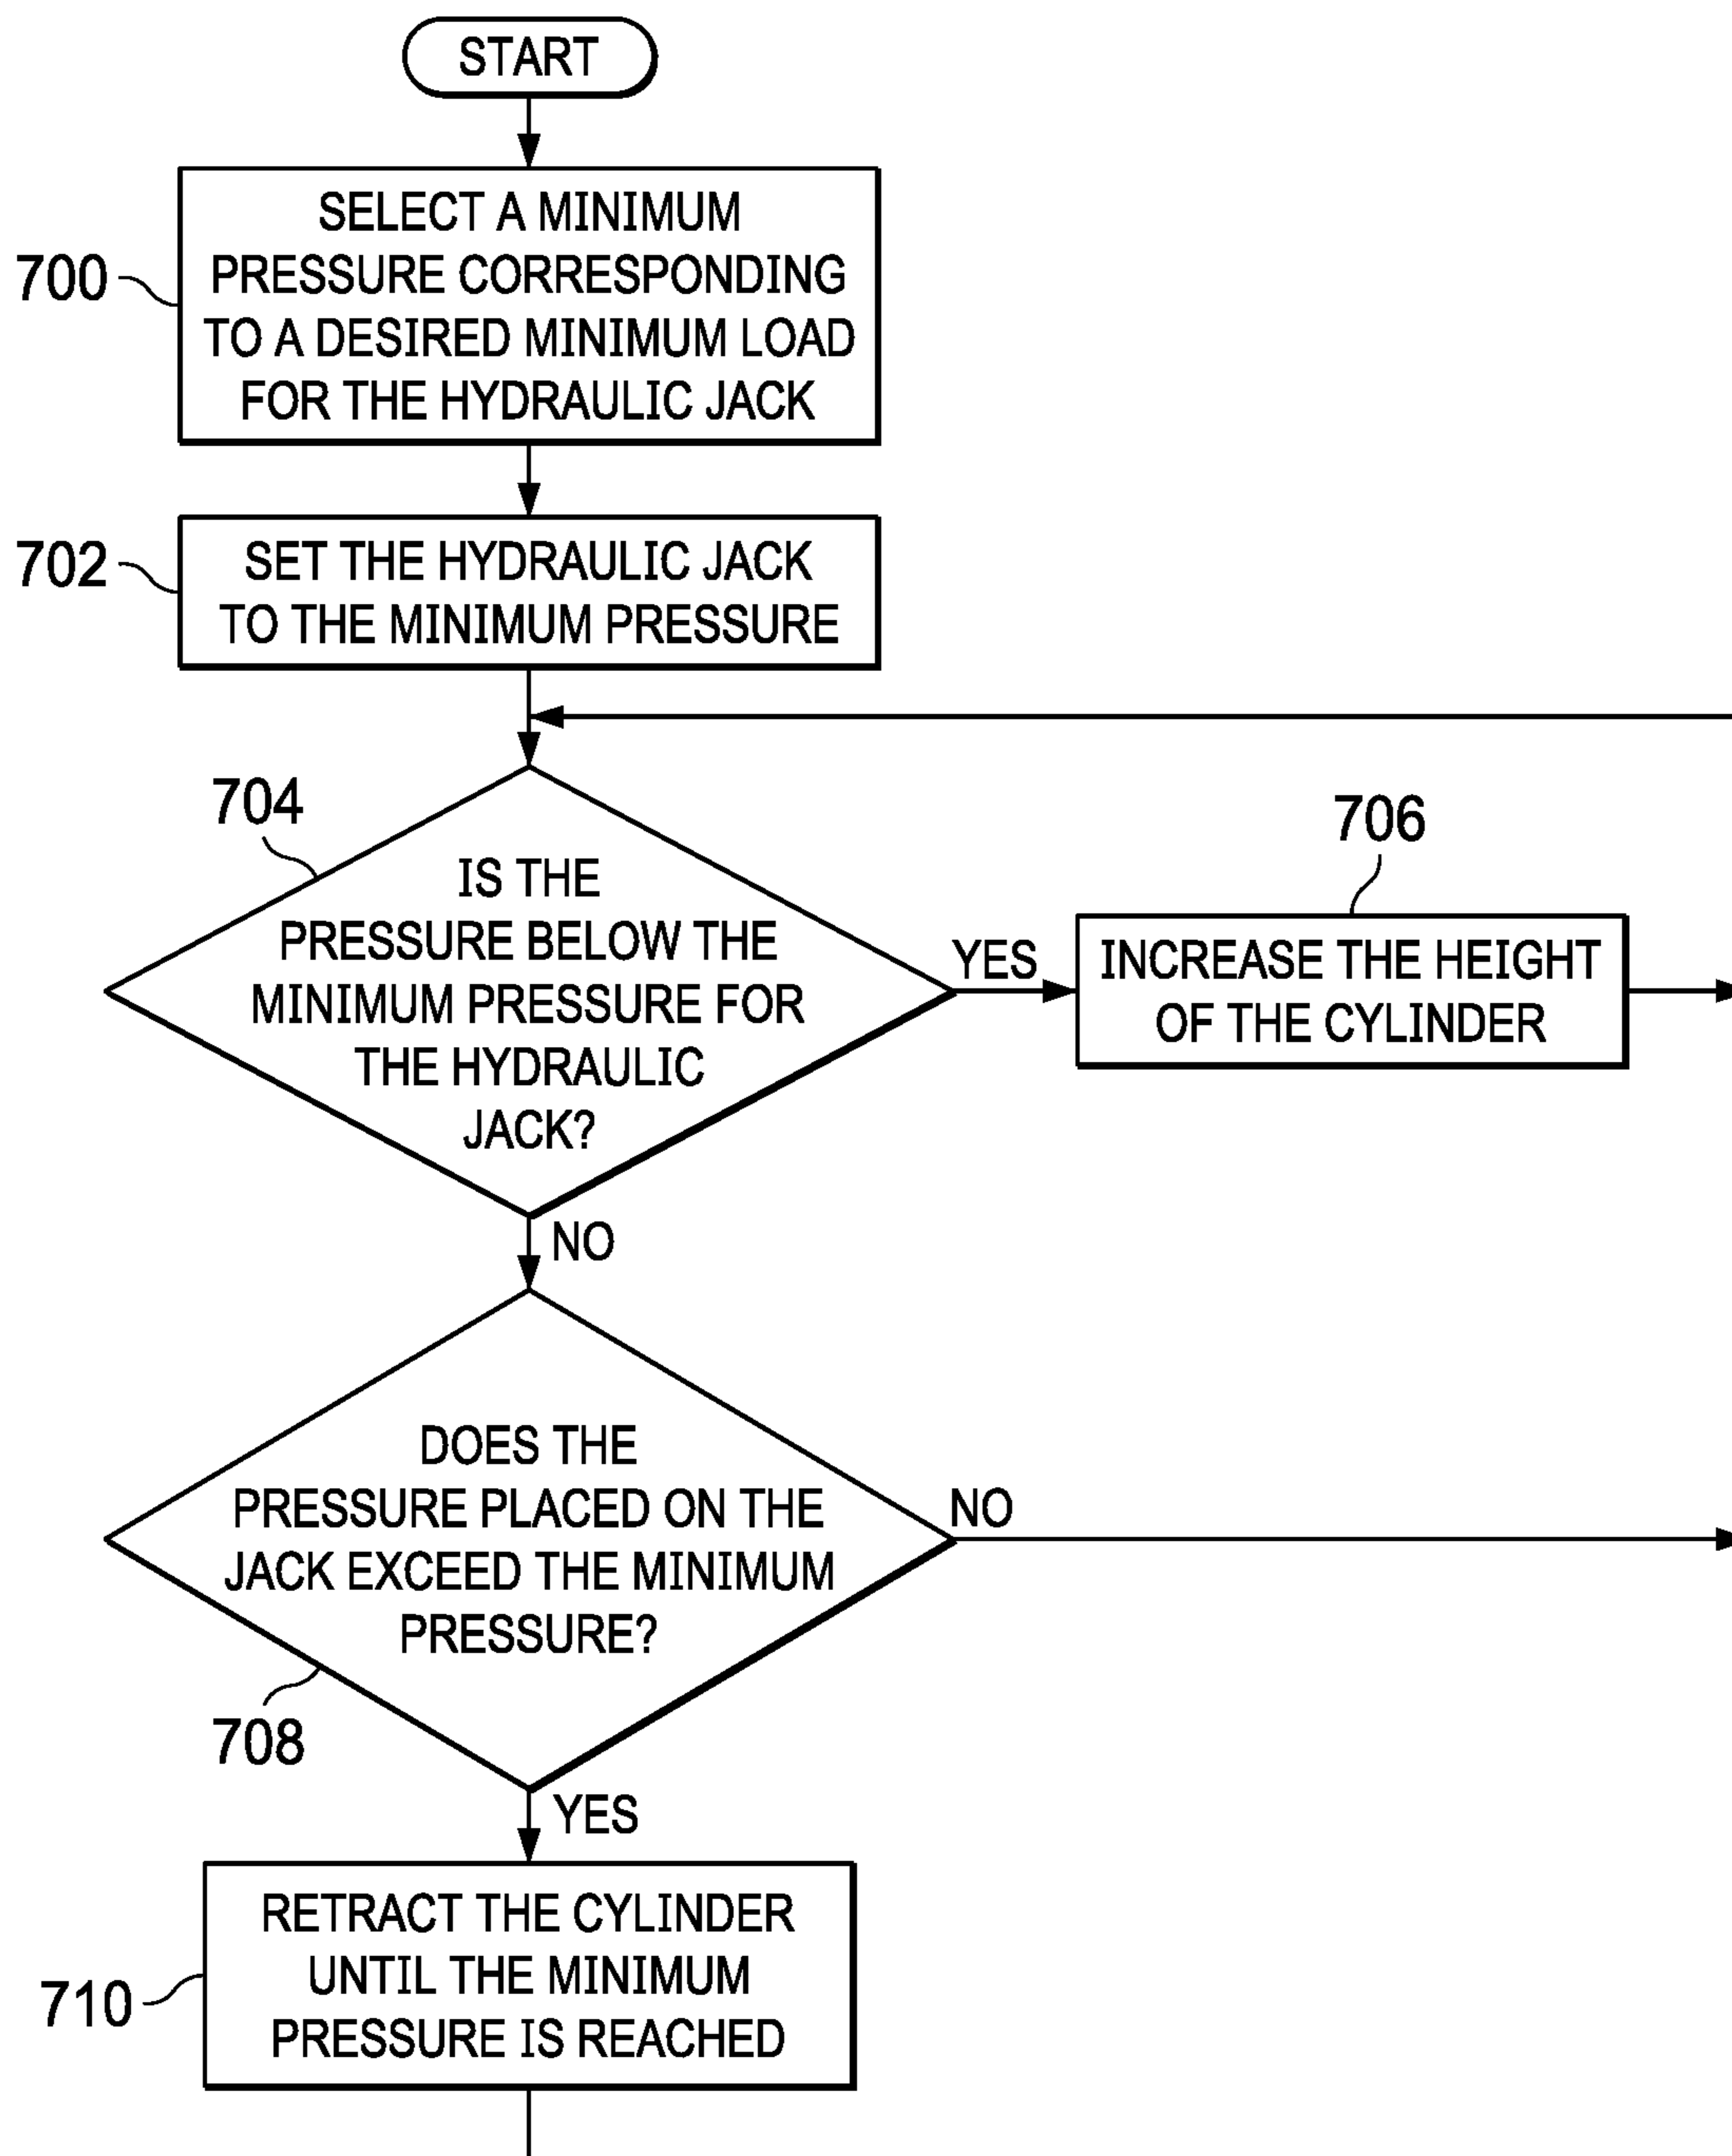 START
700
SELECT A MINIMUM
PRESSURE CORRESPONDING
TO A DESIRED MINIMUM LOAD
FOR THE HYDRAULIC JACK
702
SET THE HYDRAULIC JACK
TO THE MINIMUM PRESSURE
704
IS THE
PRESSURE BELOW THE
MINIMUM PRESSURE FOR
THE HYDRAULIC
JACK?
YES
706
INCREASE THE HEIGHT
OF THE CYLINDER
NO
DOES THE
PRESSURE PLACED ON THE
JACK EXCEED THE MINIMUM
PRESSURE?
NO
708
YES
710
RETRACT THE CYLINDER
UNTIL THE MINIMUM
PRESSURE IS REACHED